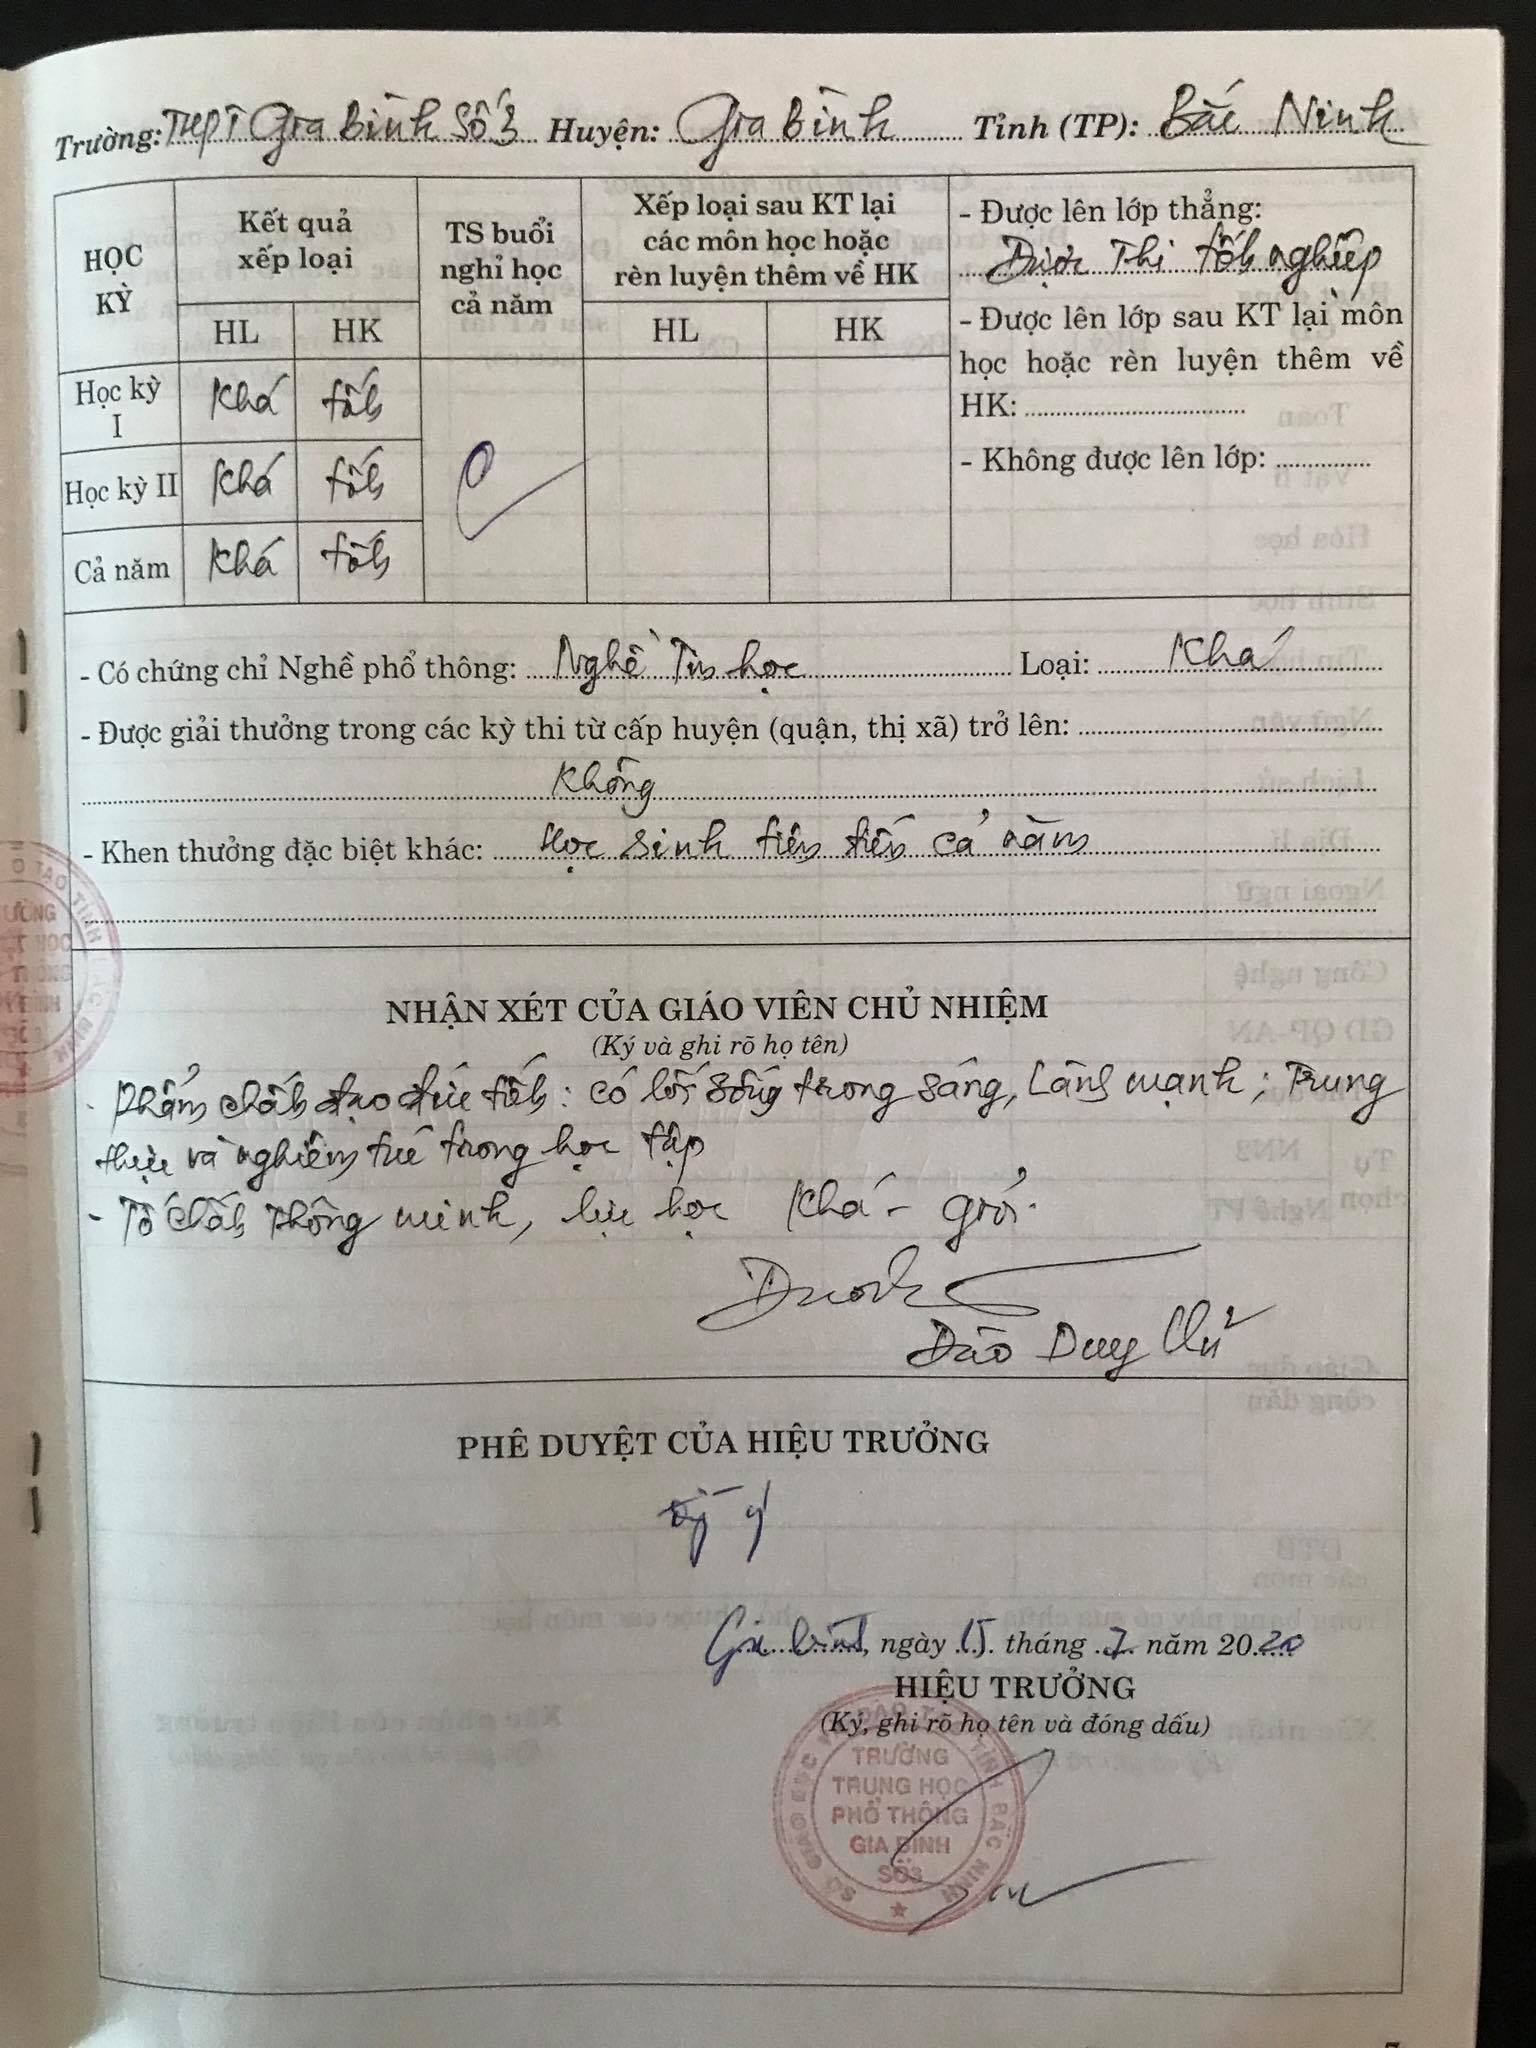 Trường: THPT Gia Bình Số 3 Huyện: Gia Bình Tỉnh (TP): Bắc Ninh
HỌC KỲ
Kết quả xếp loại
TS buổi nghỉ học cả năm
Xếp loại sau KT lại các môn học hoặc rèn luyện thêm về HK
HL HK HL HK
- Được lên lớp thẳng:
Được Thi tốt nghiệp
- Được lên lớp sau KT lại môn
học hoặc rèn luyện thêm về
HK:
- Không được lên lớp:
Học kỳ I Khá tốt
Học kỳ II Khá tốt
Cả năm Khá tốt
0
- Có chứng chỉ Nghề phổ thông: Nghề Tin học Loại: Khá
- Được giải thưởng trong các kỳ thi từ cấp huyện (quận, thị xã) trở lên:
Không
- Khen thưởng đặc biệt khác: Học sinh tiên tiến cả năm
NHẬN XÉT CỦA GIÁO VIÊN CHỦ NHIỆM
(Ký và ghi rõ họ tên)
- Phẩm chất đạo đức tốt: có lối sống trong sáng, Lành mạnh; Trung
thực và nghiêm túc trong học tập
- Tố chất Thông minh, lực học Khá - giỏi.
Đào Duy Chữ
PHÊ DUYỆT CỦA HIỆU TRƯỞNG
Gia Bình, ngày 15 tháng 7 năm 2020
HIỆU TRƯỞNG
(Ký, ghi rõ họ tên và đóng dấu)
SỞ GIÁO DỤC VÀ ĐÀO TẠO TỈNH BẮC NINH
TRƯỜNG
TRUNG HỌC
PHỔ THÔNG
GIA BÌNH
SỐ3